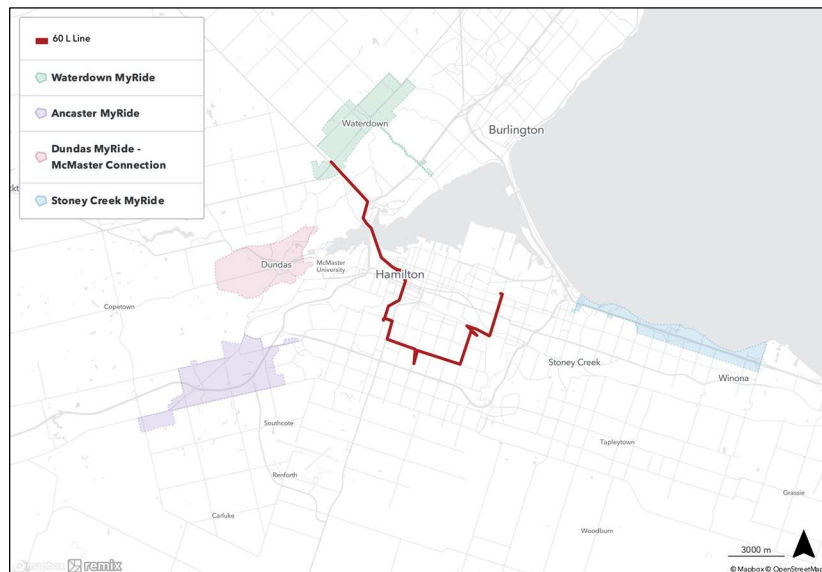 60 L Line
Waterdown MyRide
Ancaster MyRide
Dundas MyRide -
McMaster Connection
Stoney Creek MyRide
Waterdown
Burlington
Dundas
McMaster
University
Hamilton
Copetown
Stoney Creek
Winona
Southcote
Tapleytown
Renforth
Grassie
Carluke
Woodburn
3000 m
mapbox remix
© Mapbox © OpenStreetMap